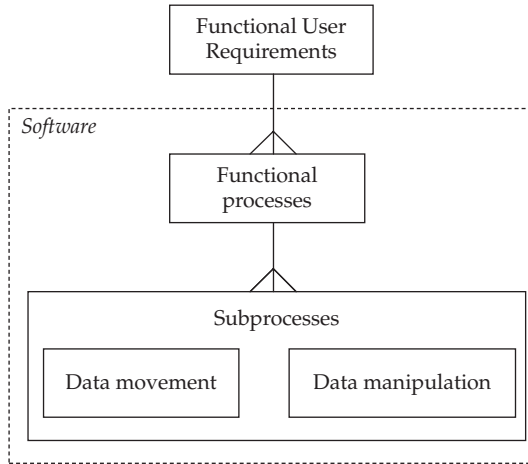 Functional User
Requirements
Software
Functional
processes
Subprocesses
Data movement
Data manipulation